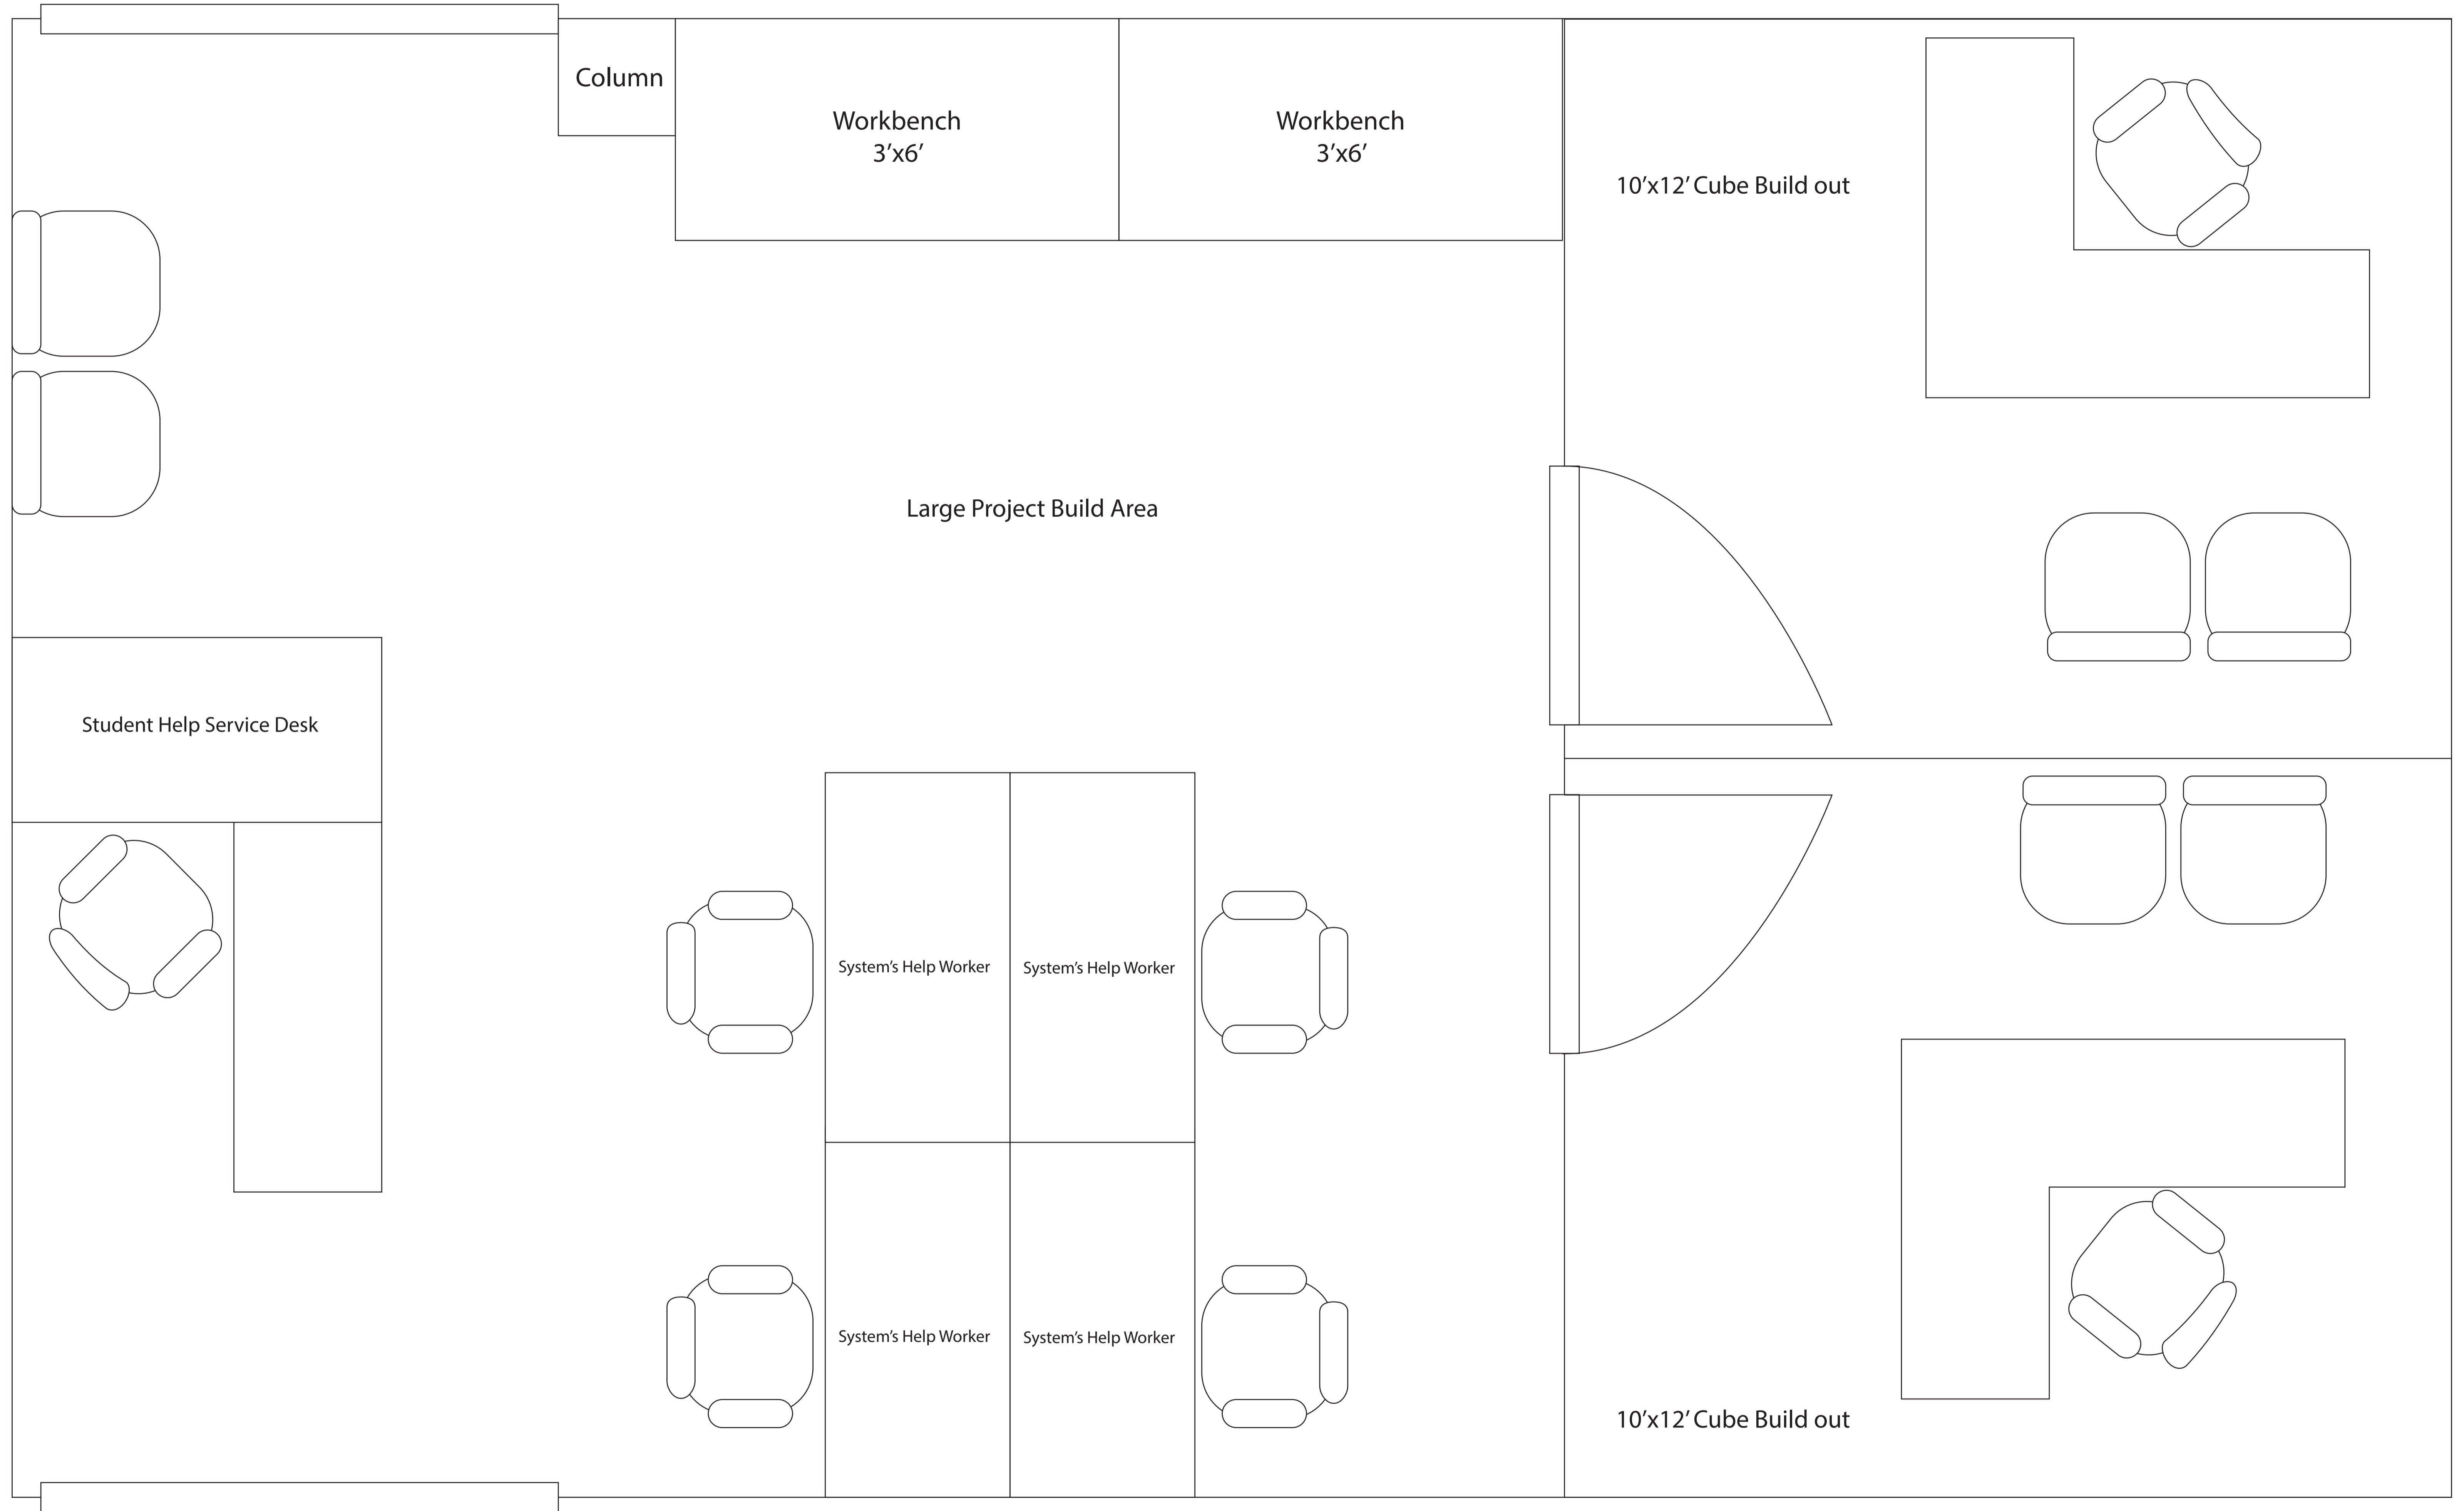 Column
Workbench
3’x6’
Workbench
3’x6’
10’x12’ Cube Build out
Large Project Build Area
Student Help Service Desk
System’s Help Worker
System’s Help Worker
System’s Help Worker
System’s Help Worker
10’x12’ Cube Build out